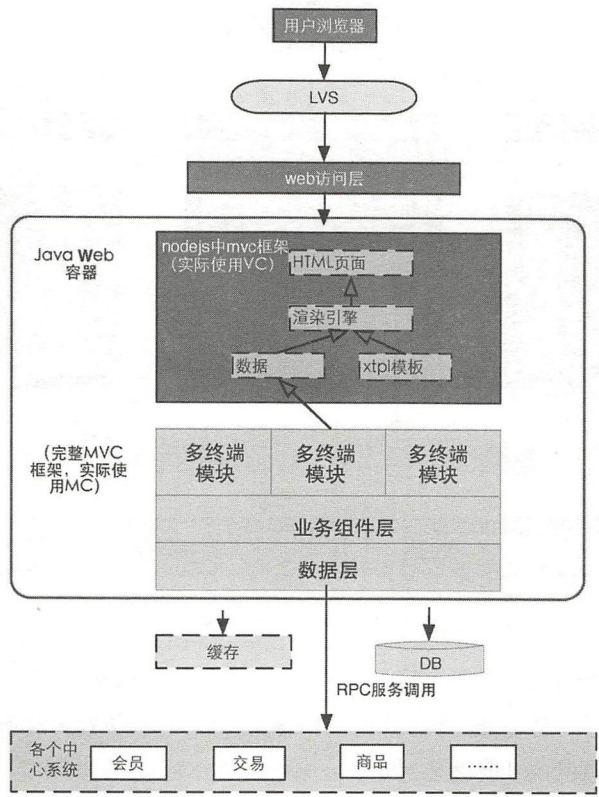 用户浏览器
LVS
web访问层
Java Web
容器
nodejs中mvc框架
(实际使用VC)
HTML页面
渲染引擎
数据
xtpl模板
(完整MVC
框架，实际使
用MC)
多终端
模块
多终端
模块
多终端
模块
业务组件层
数据层
缓存
DB
RPC服务调用
各个中
心系统
会员
交易
商品
......